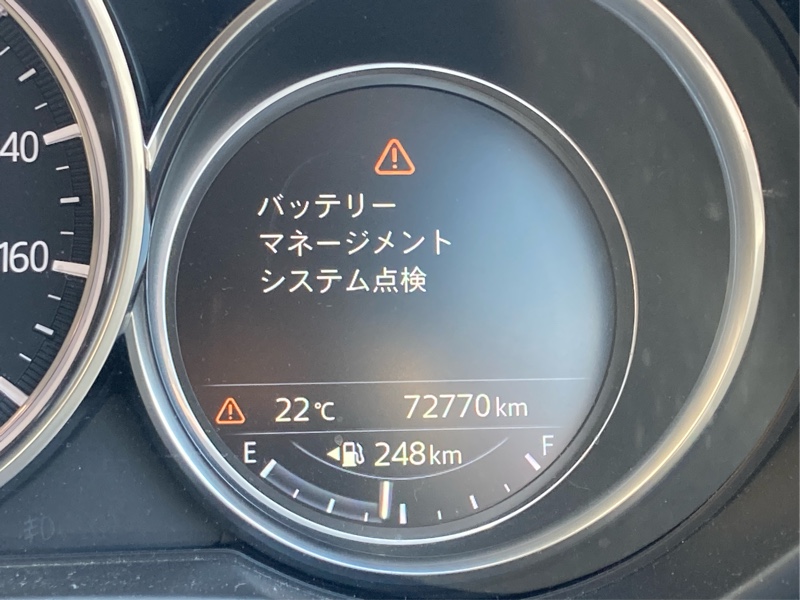 40
160
バッテリー
マネージメント
システム点検
22℃ 72770km
E 248km F